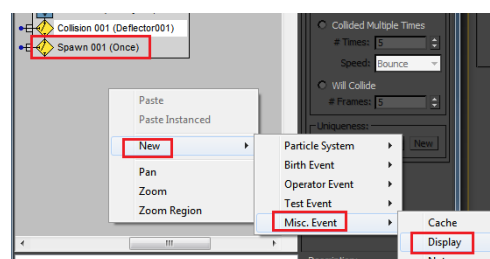 Collision 001 (Deflector001)
Spawn 001 (Once)
Collided Multiple Times
# Times: 5
Speed: Bounce
Will Collide
# Frames: 5
Uniqueness:
New
Paste
Paste Instanced
New
Pan
Zoom
Zoom Region
Particle System
Birth Event
Operator Event
Test Event
Misc. Event
Cache
Display